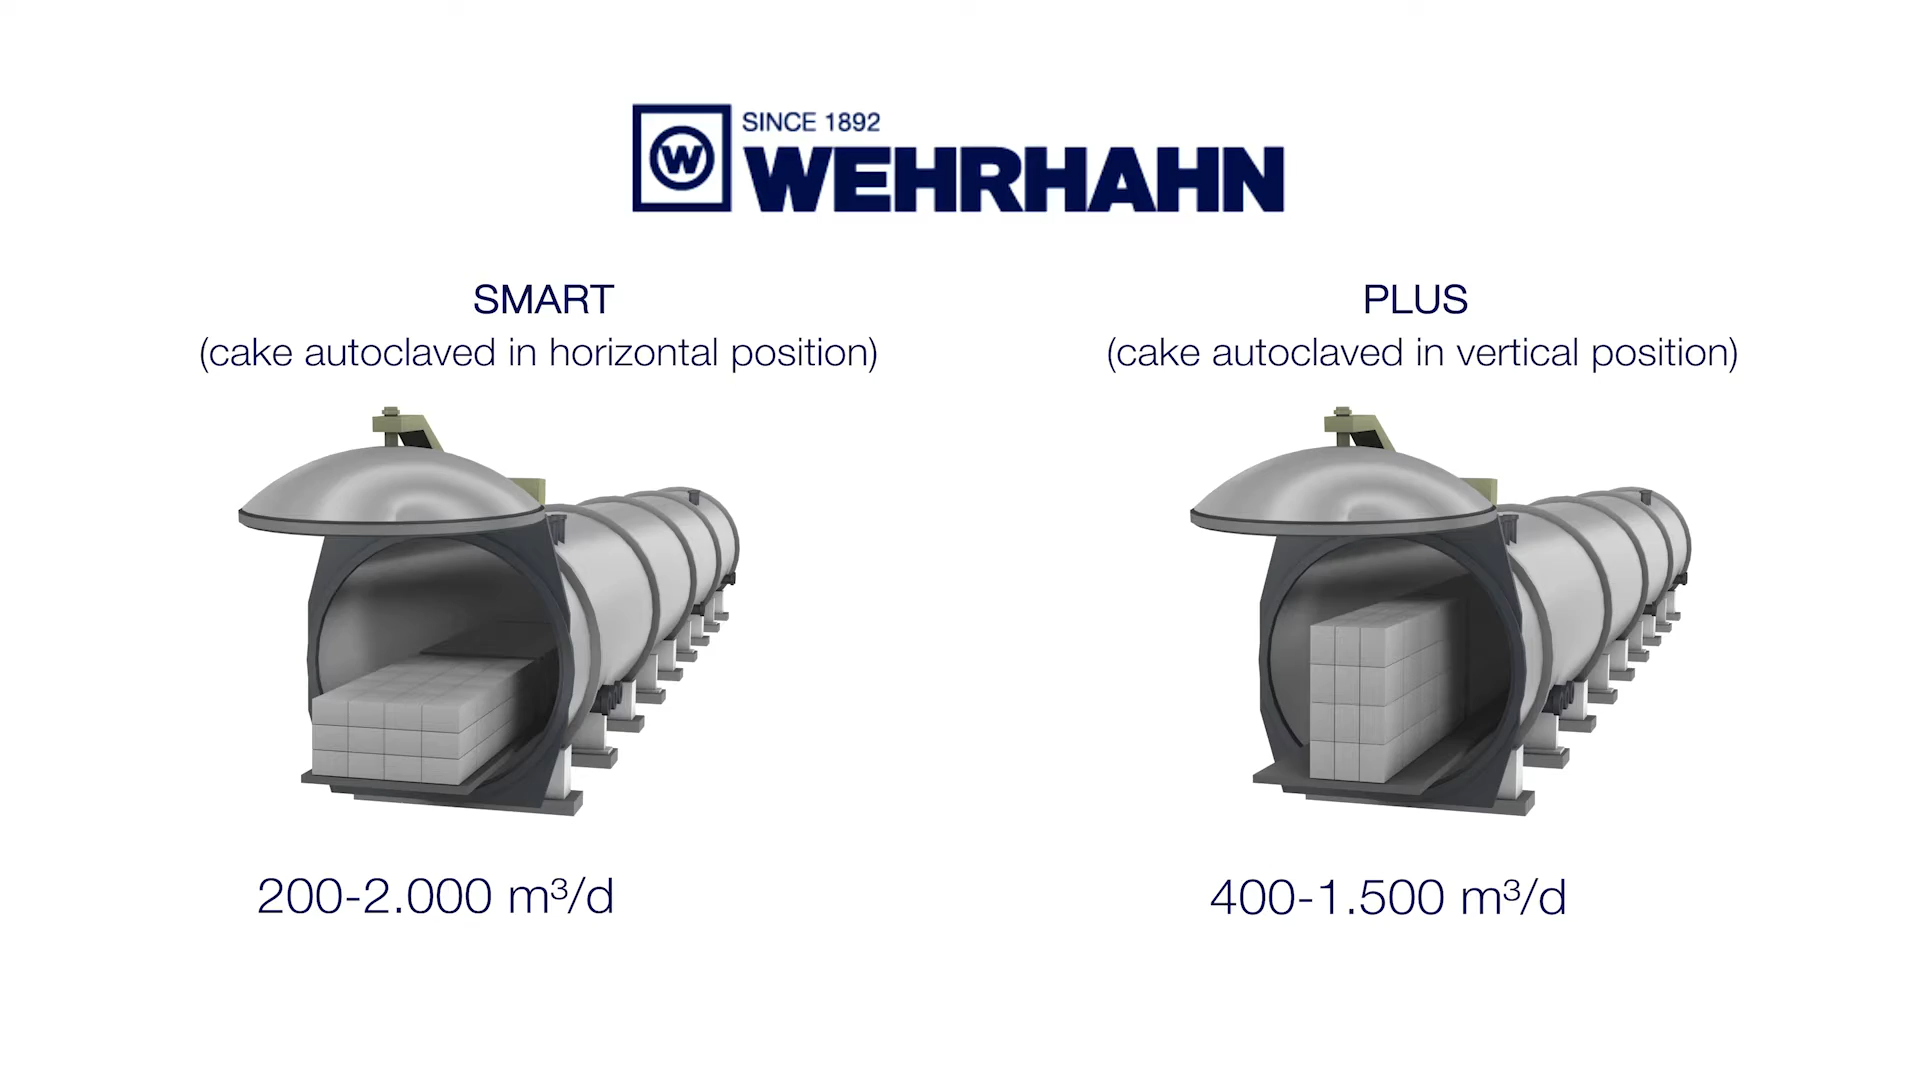 SINCE 1892
W WEHRHAHN
SMART
(cake autoclaved in horizontal position)
PLUS
(cake autoclaved in vertical position)
200-2.000 m³/d
400-1.500 m³/d